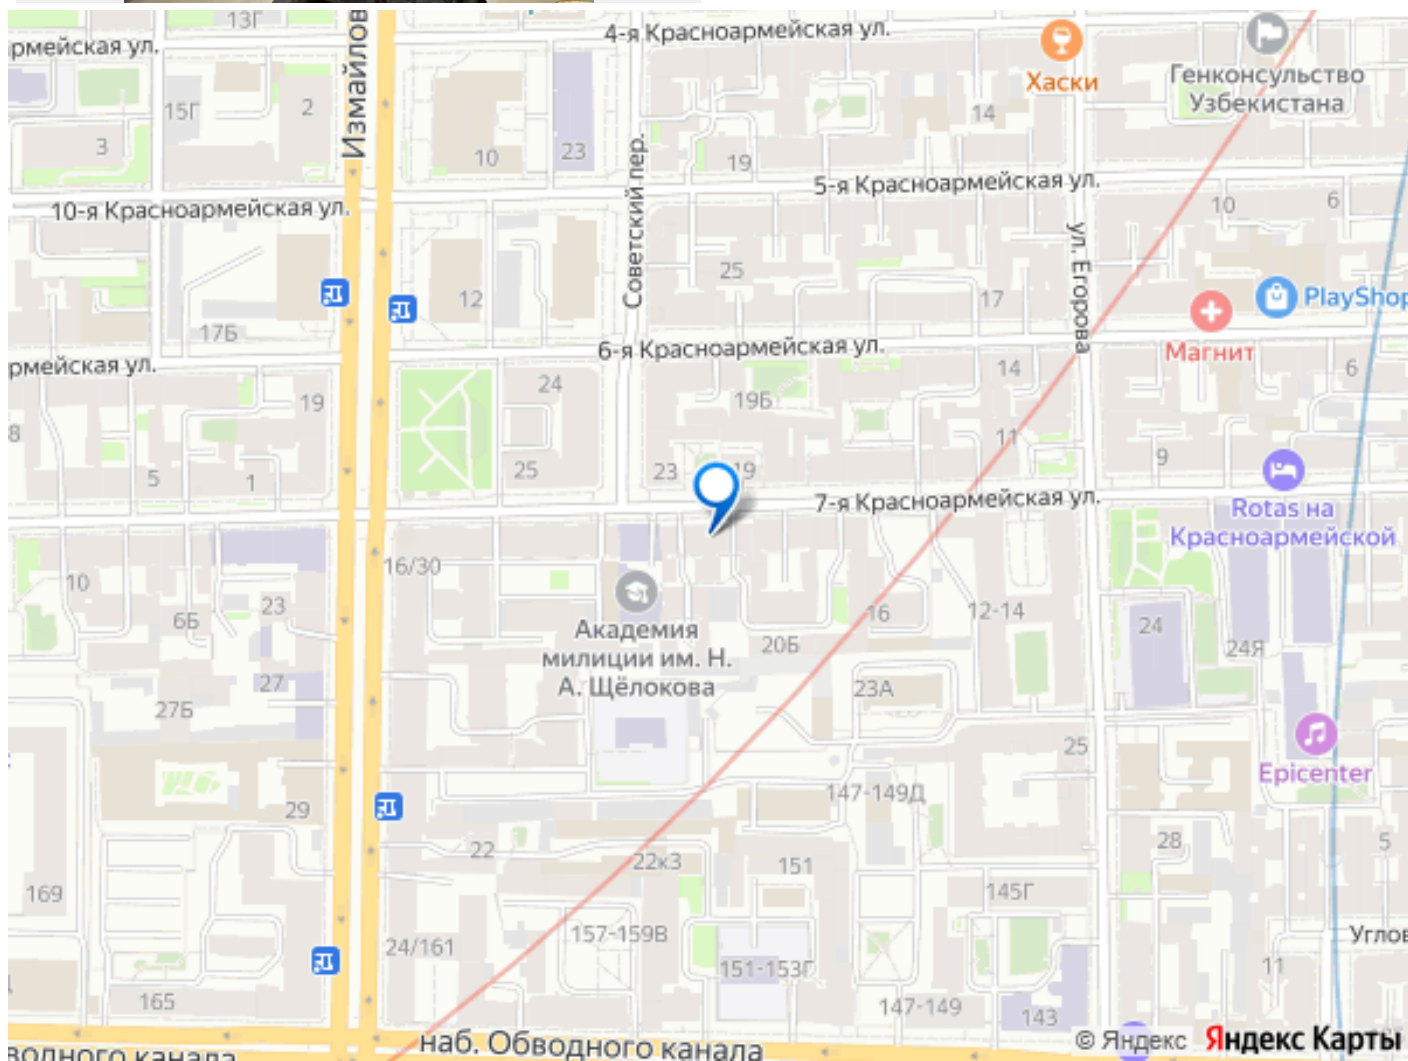 13Г
4-я Красноармейская ул.
рмейская ул.
Измайлов
Хаски
Генконсульство
Узбекистана
15Г
2
14
3
10
23
19
Советский пер.
5-я Красноармейская ул.
10-я Красноармейская ул.
10
6
ул. Егорова
25
12
17
PlayShop
17Б
6-я Красноармейская ул.
Магнит
рмейская ул.
24
14
6
19
19Б
8
11
5
1
25
23
19
9
7-я Красноармейская ул.
Rotas на
Красноармейской
16/30
10
23
6Б
16
12-14
24
Академия
милиции им. Н.
А. Щёлокова
20Б
24Я
27
23А
27Б
25
Epicenter
147-149Д
29
22
22к3
151
28
5
169
145Г
157-159В
24/161
Углов
151-153Г
11
165
147-149
143
наб. Обводного канала
водного канала
© Яндекс Яндекс Карты